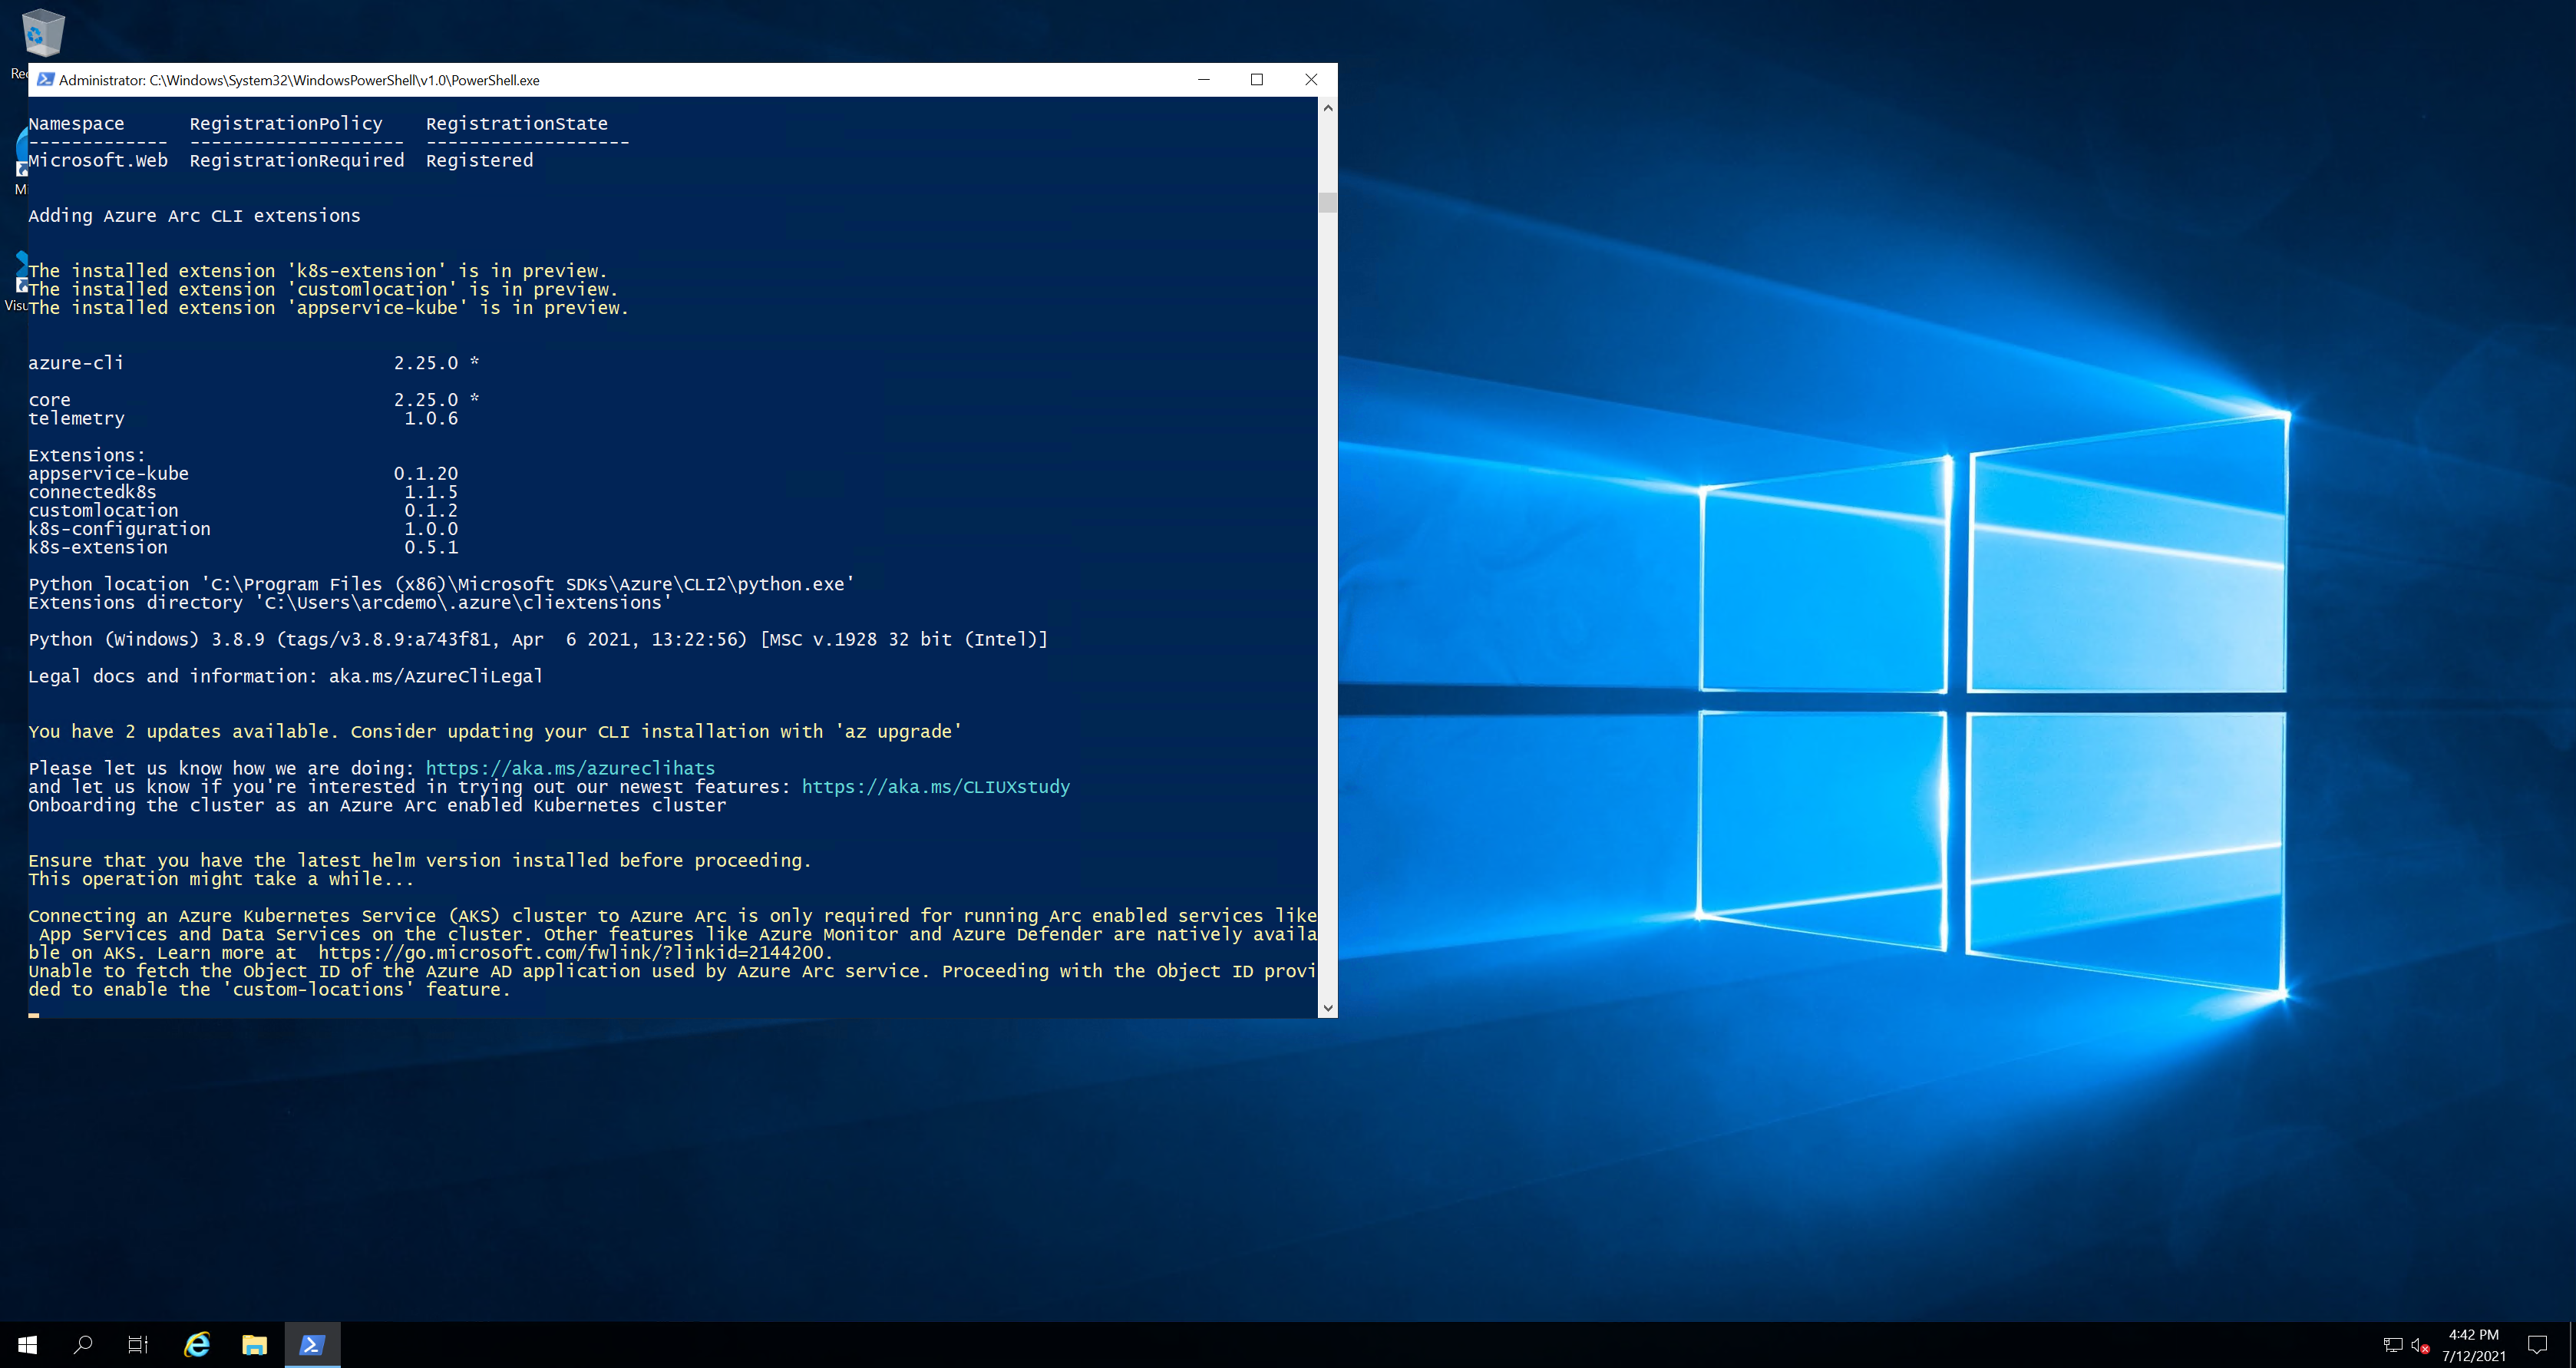 Rec
Administrator: C:\Windows\System32\WindowsPowerShell\v1.0\PowerShell.exe
Namespace RegistrationPolicy RegistrationState
------------- -------------------- -------------------
Microsoft.Web RegistrationRequired Registered
Mi
Adding Azure Arc CLI extensions
The installed extension 'k8s-extension' is in preview.
The installed extension 'customlocation' is in preview.
Visu
The installed extension 'appservice-kube' is in preview.
azure-cli 2.25.0 *
core 2.25.0 *
telemetry 1.0.6
Extensions:
appservice-kube 0.1.20
connectedk8s 1.1.5
customlocation 0.1.2
k8s-configuration 1.0.0
k8s-extension 0.5.1
Python location 'C:\Program Files (x86)\Microsoft SDKs\Azure\CLI2\python.exe'
Extensions directory 'C:\Users\arcdemo\.azure\cliextensions'
Python (Windows) 3.8.9 (tags/v3.8.9:a743f81, Apr  6 2021, 13:22:56) [MSC v.1928 32 bit (Intel)]
Legal docs and information: aka.ms/AzureCliLegal
You have 2 updates available. Consider updating your CLI installation with 'az upgrade'
Please let us know how we are doing: https://aka.ms/azureclihats
and let us know if you're interested in trying out our newest features: https://aka.ms/CLIUXstudy
Onboarding the cluster as an Azure Arc enabled Kubernetes cluster
Ensure that you have the latest helm version installed before proceeding.
This operation might take a while...
Connecting an Azure Kubernetes Service (AKS) cluster to Azure Arc is only required for running Arc enabled services like
App Services and Data Services on the cluster. Other features like Azure Monitor and Azure Defender are natively availa
ble on AKS. Learn more at  https://go.microsoft.com/fwlink/?linkid=2144200.
Unable to fetch the Object ID of the Azure AD application used by Azure Arc service. Proceeding with the Object ID provi
ded to enable the 'custom-locations' feature.
4:42 PM
7/12/2021